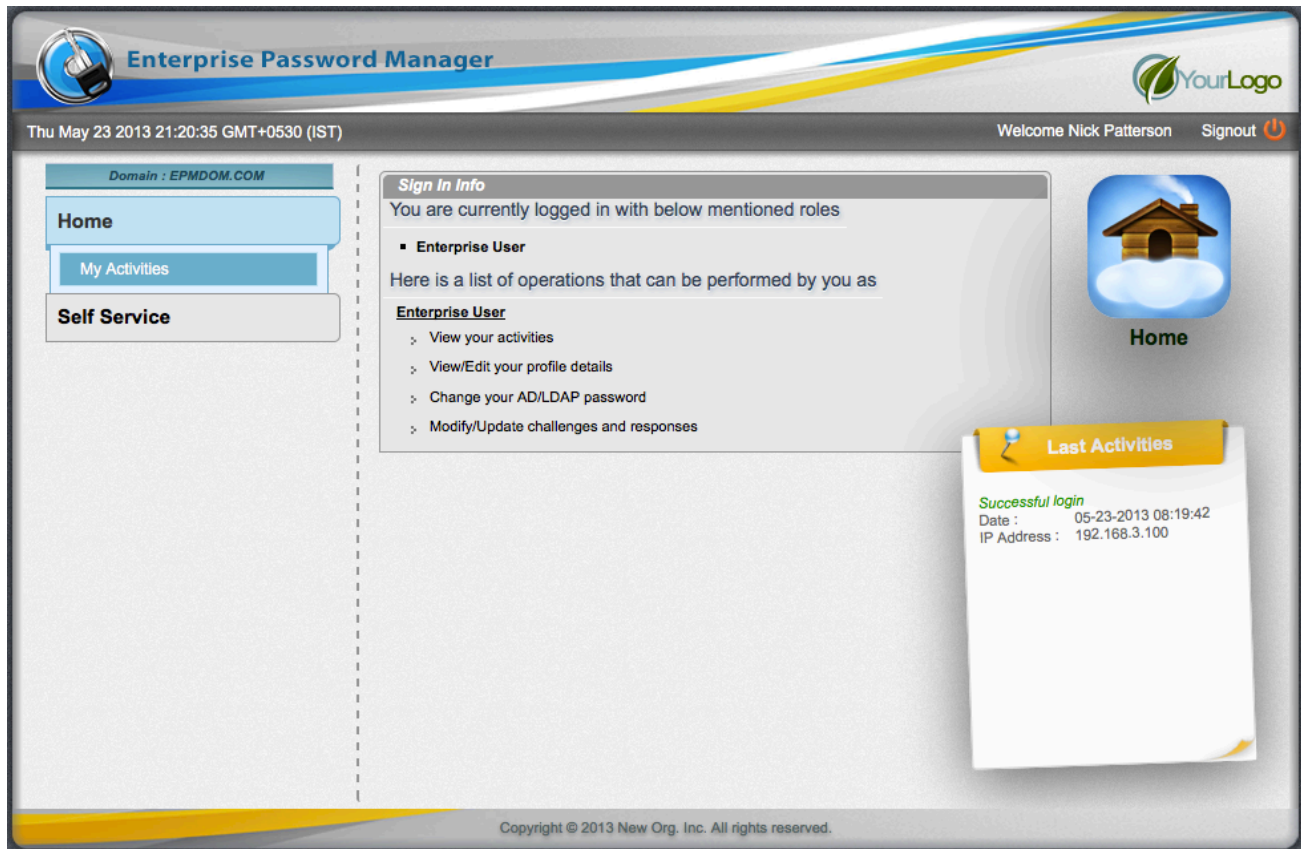 Enterprise Password Manager
YourLogo
Thu May 23 2013 21:20:35 GMT+0530 (IST)
Welcome Nick Patterson Signout
Domain : EPMDOM.COM
Home
My Activities
Self Service
Sign In Info
You are currently logged in with below mentioned roles
Enterprise User
Here is a list of operations that can be performed by you as
Enterprise User
View your activities
View/Edit your profile details
Change your AD/LDAP password
Modify/Update challenges and responses
Home
Last Activities
Successful login
Date : 05-23-2013 08:19:42
IP Address : 192.168.3.100
Copyright © 2013 New Org. Inc. All rights reserved.